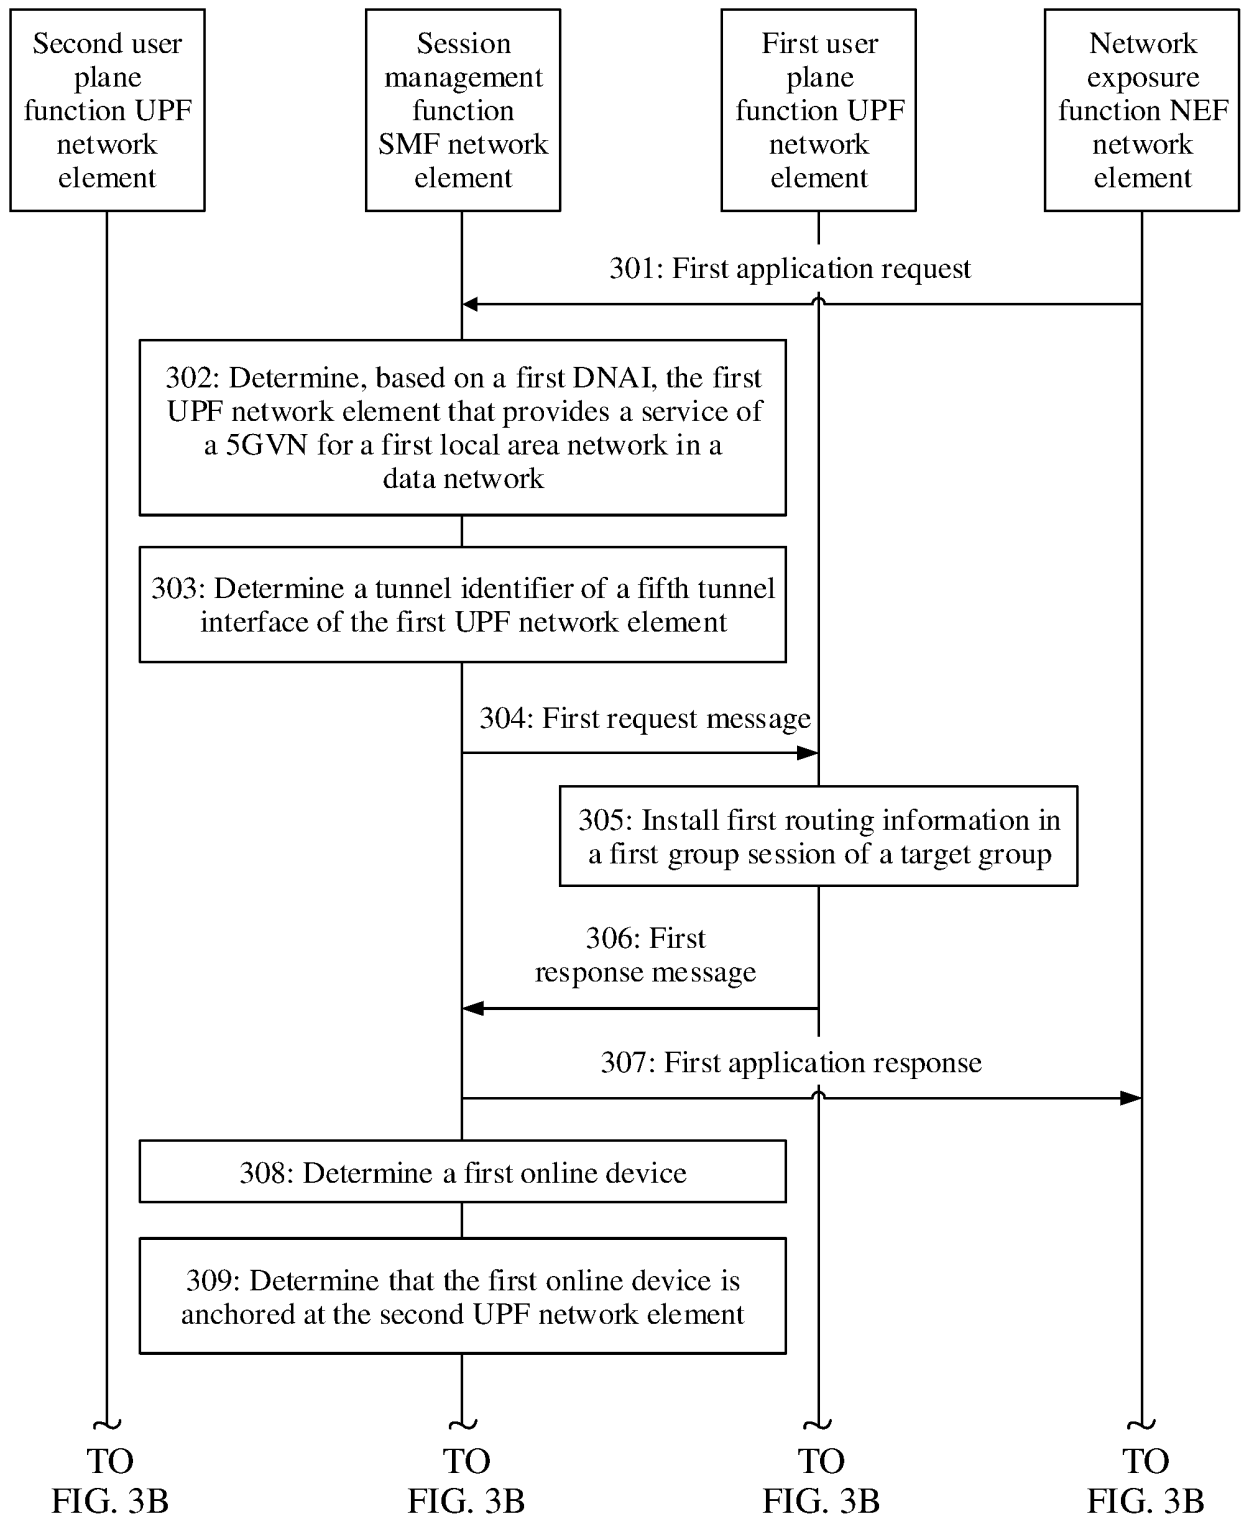 Second user
plane
function UPF
network
element
Session
management
function
SMF network
element
First user
plane
function UPF
network
element
Network
exposure
function NEF
network
element
301: First application request
302: Determine, based on a first DNAI, the first
UPF network element that provides a service of
a 5GVN for a first local area network in a
data network
303: Determine a tunnel identifier of a fifth tunnel
interface of the first UPF network element
304: First request message
305: Install first routing information in
a first group session of a target group
306: First
response message
307: First application response
308: Determine a first online device
309: Determine that the first online device is
anchored at the second UPF network element
TO
FIG. 3B
TO
FIG. 3B
TO
FIG. 3B
TO
FIG. 3B